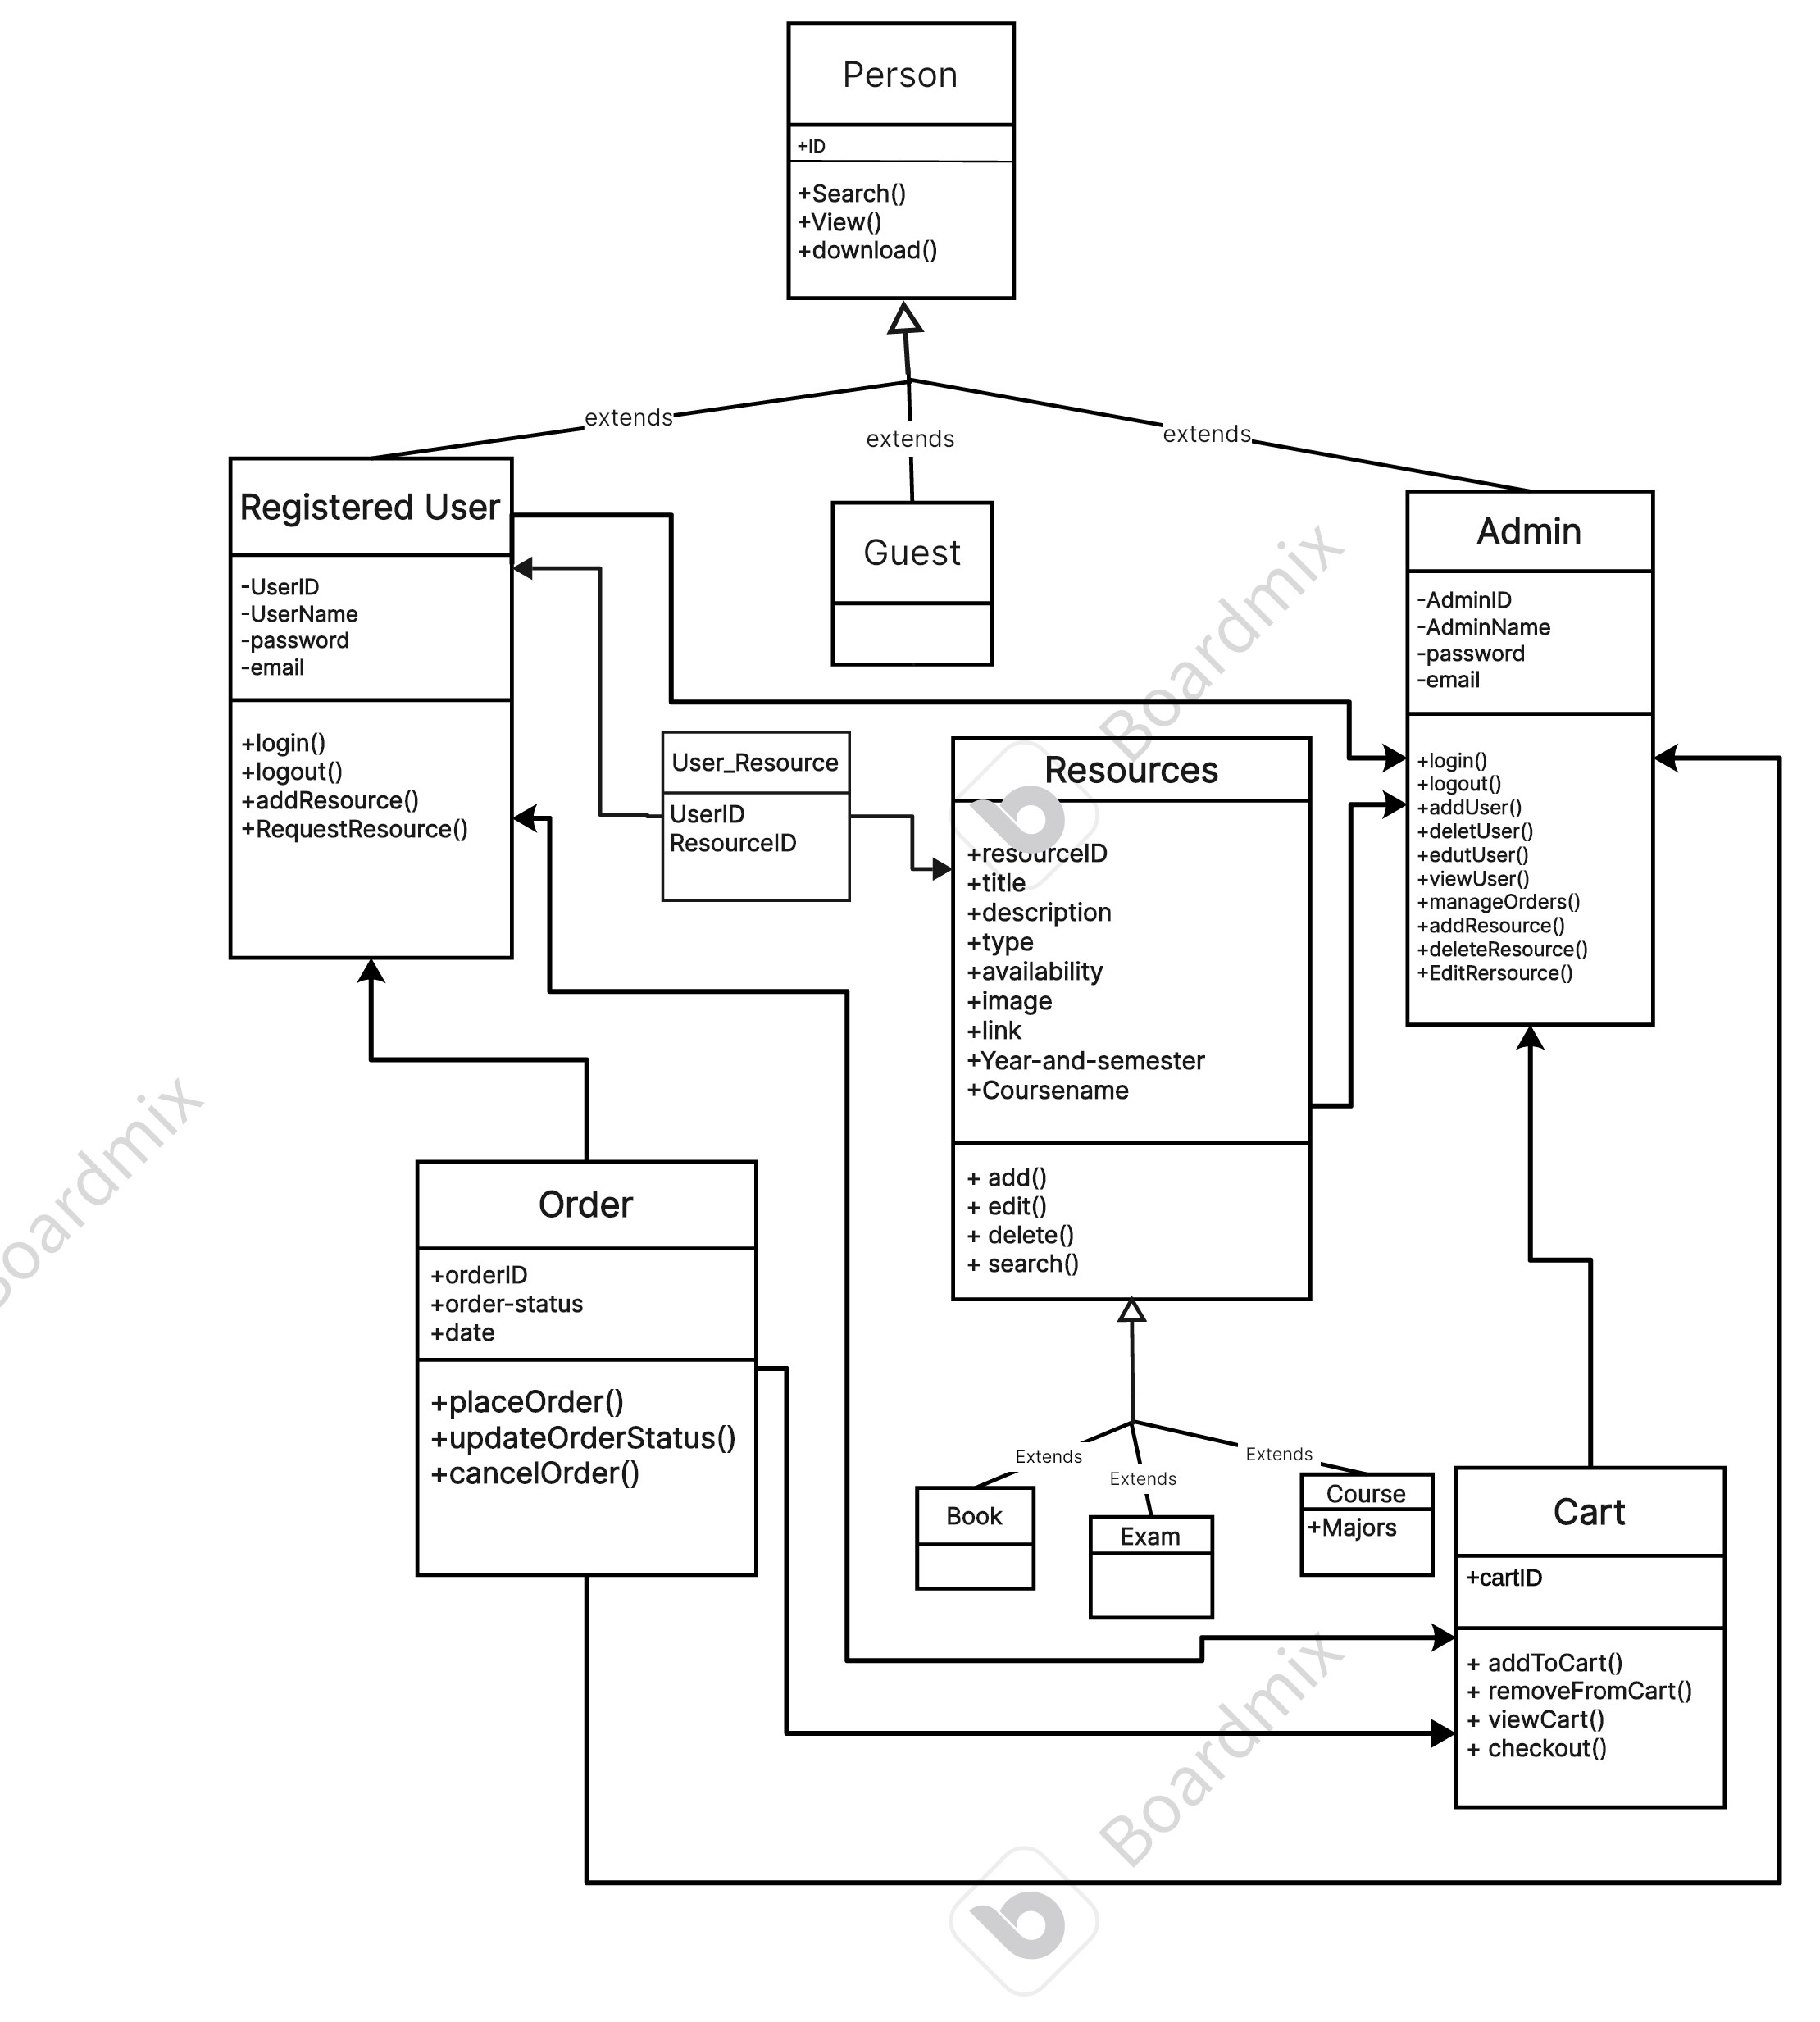 Person
+ID
+Search()
+View()
+download()
extends
extends
extends
Registered User
-UserID
-UserName
-password
-email
+login()
+logout()
+addResource()
+RequestResource()
Guest
Admin
-AdminID
-AdminName
-password
-email
+login()
+logout()
+addUser()
+deletUser()
+edutUser()
+viewUser()
+manageOrders()
+addResource()
+deleteResource()
+EditRersource()
User_Resource
UserID
ResourceID
Resources
+resourceID
+title
+description
+type
+availability
+image
+link
+Year-and-semester
+Coursename
+ add()
+ edit()
+ delete()
+ search()
Order
+orderID
+order-status
+date
+placeOrder()
+updateOrderStatus()
+cancelOrder()
Extends
Extends
Extends
Book
Exam
Course
+Majors
Cart
+cartID
+ addToCart()
+ removeFromCart()
+ viewCart()
+ checkout()
Boardmix
Boardmix
Boardmix